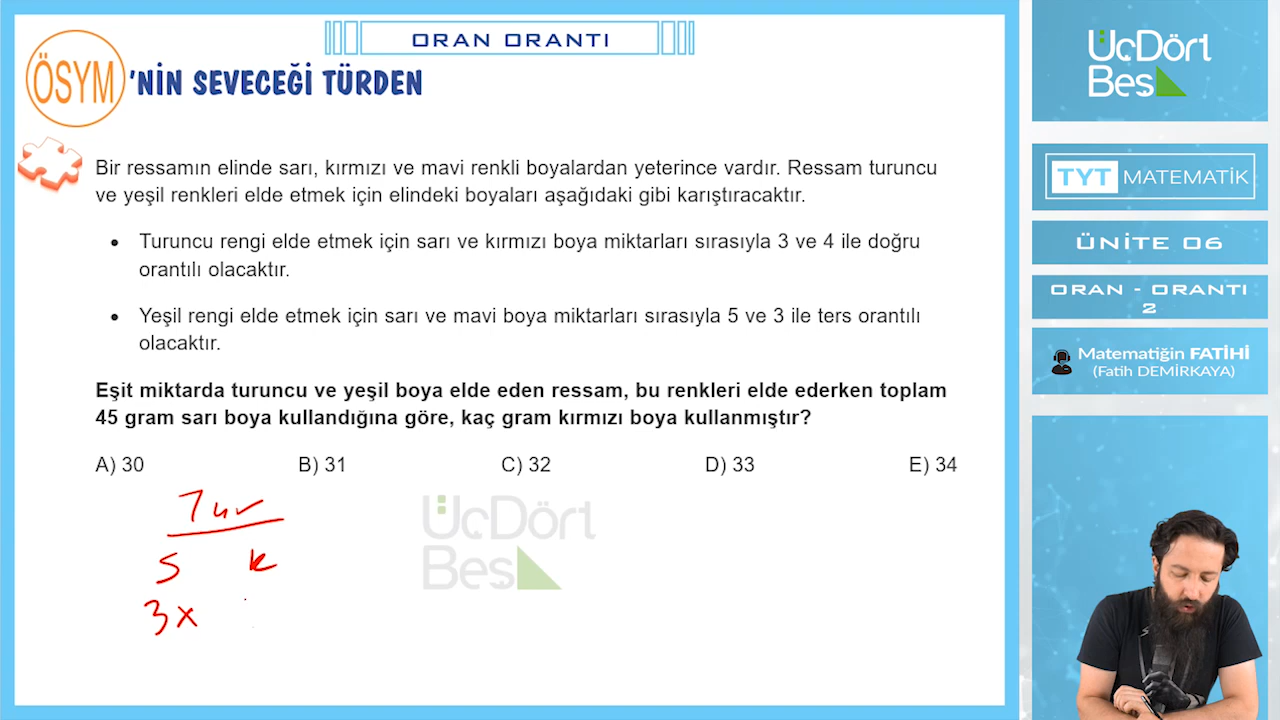 ORAN ORANTI
ÖSYM'NİN SEVECEĞİ TÜRDEN
Bir ressamın elinde sarı, kırmızı ve mavi renkli boyalardan yeterince vardır. Ressam turuncu
ve yeşil renkleri elde etmek için elindeki boyaları aşağıdaki gibi karıştıracaktır.
• Turuncu rengi elde etmek için sarı ve kırmızı boya miktarları sırasıyla 3 ve 4 ile doğru
orantılı olacaktır.
• Yeşil rengi elde etmek için sarı ve mavi boya miktarları sırasıyla 5 ve 3 ile ters orantılı
olacaktır.
Eşit miktarda turuncu ve yeşil boya elde eden ressam, bu renkleri elde ederken toplam
45 gram sarı boya kullandığına göre, kaç gram kırmızı boya kullanmıştır?
A) 30 B) 31 C) 32 D) 33 E) 34
Tur
S k
3x
ÜçDört
Beş
ÜçDört
Beş
TYT MATEMATİK
ÜNİTE 06
ORAN - ORANTI
2
Matematiğin FATİHİ
(Fatih DEMİRKAYA)